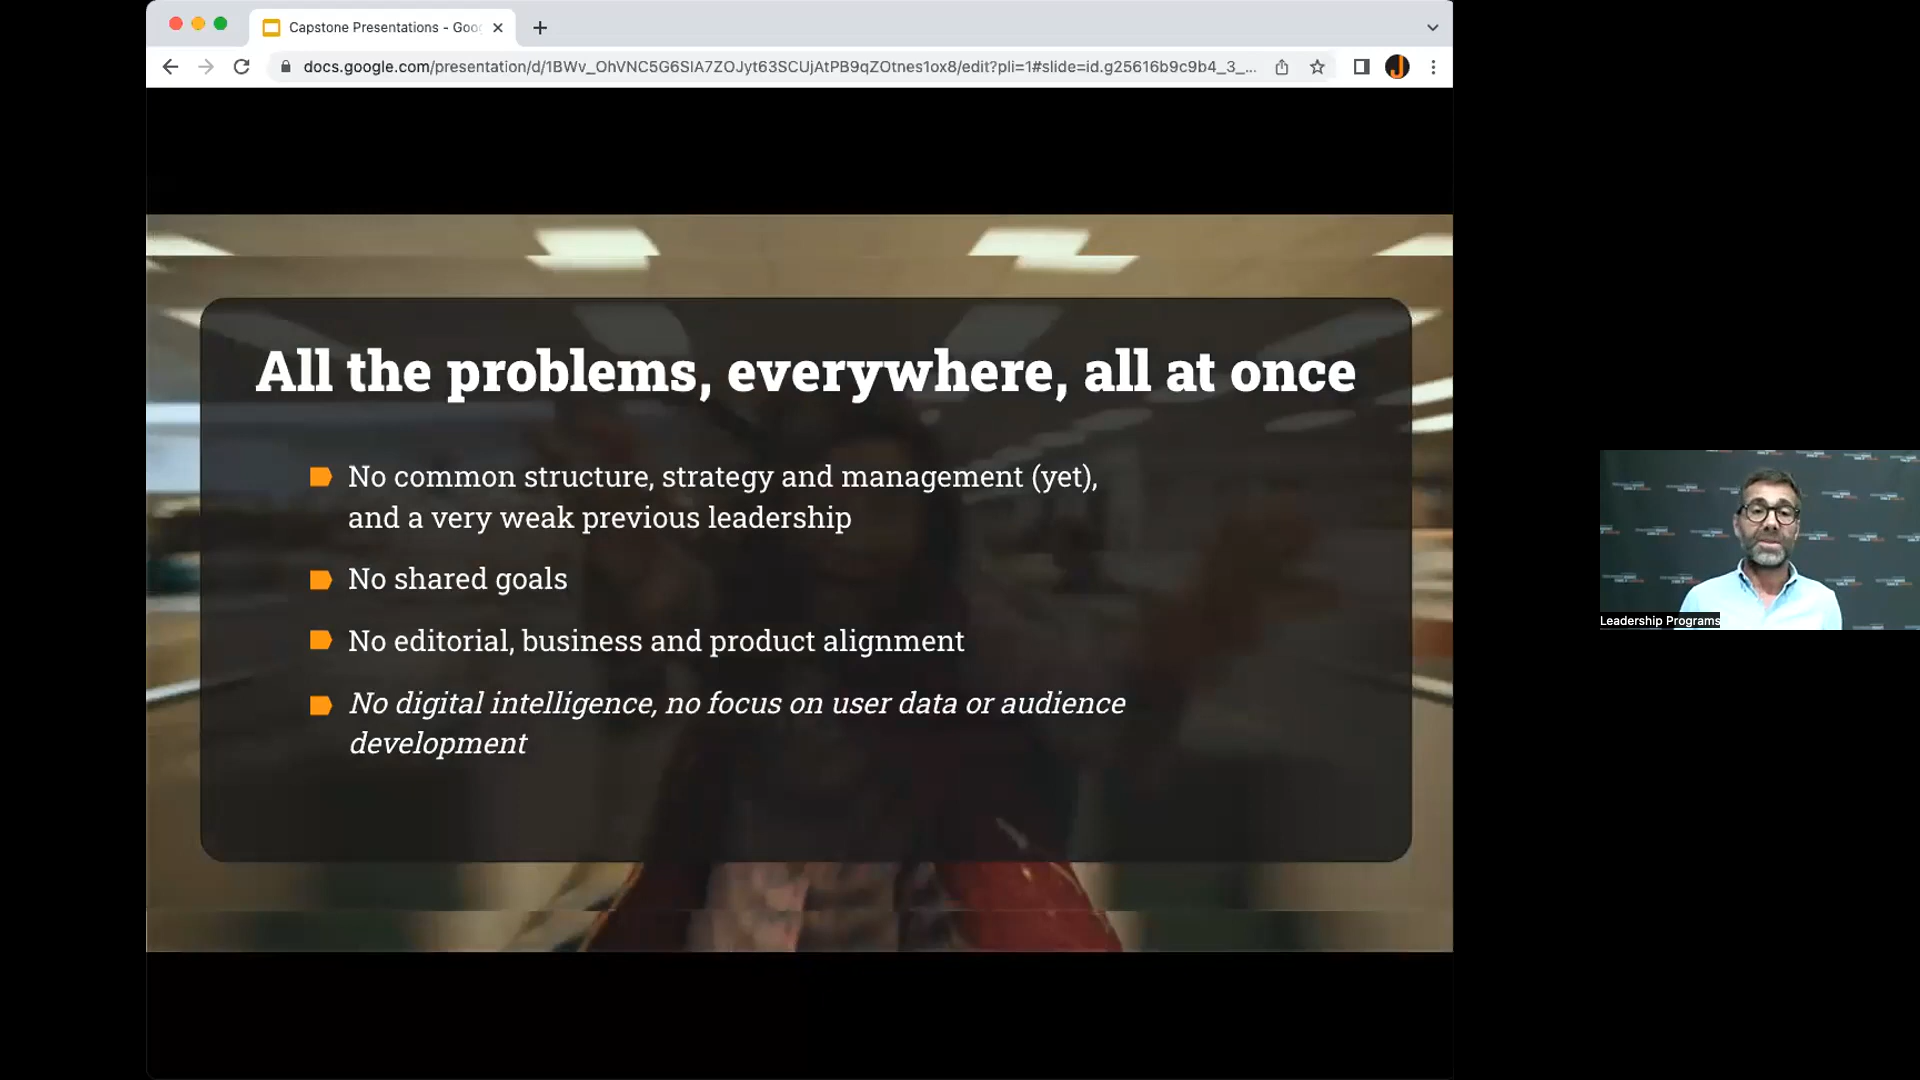 Capstone Presentations - Goo
docs.google.com/presentation/d/1BWv_OhVNC5G6SlA7ZOJyt63SCUjAtPB9qZOtnes1ox8/edit?pli=1#slide=id.g25616b9c9b4_3_...
All the problems, everywhere, all at once
No common structure, strategy and management (yet),
and a very weak previous leadership
No shared goals
No editorial, business and product alignment
No digital intelligence, no focus on user data or audience
development
Leadership Programs